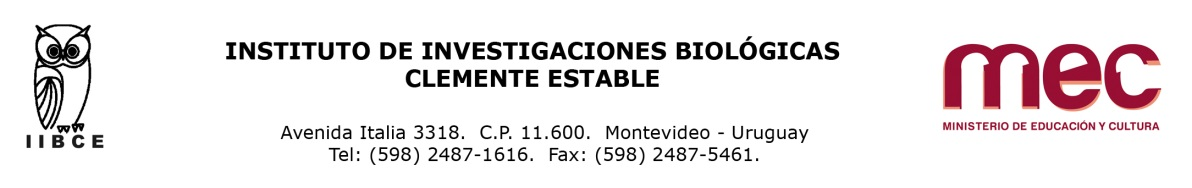 IIBCE
INSTITUTO DE INVESTIGACIONES BIOLÓGICAS
CLEMENTE ESTABLE
Avenida Italia 3318. C.P. 11.600. Montevideo - Uruguay
Tel: (598) 2487-1616. Fax: (598) 2487-5461.
mec
MINISTERIO DE EDUCACIÓN Y CULTURA